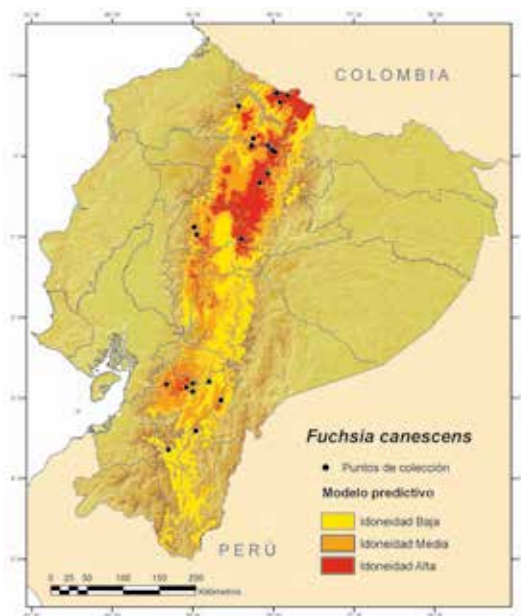 COLOMBIA
Fuchsia canescens
Puntos de colección
Modelo predictivo
Idoneidad Baja
Idoneidad Media
Idoneidad Alta
PERÚ
0 25 50 100 150 200
Kilómetros